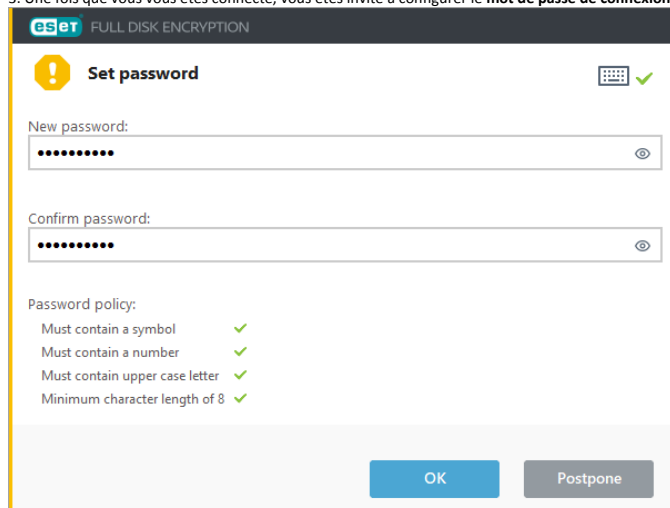 3. Une fois que vous vous êtes connecté, vous êtes invité à configurer le mot de passe de connexion
eset FULL DISK ENCRYPTION
Set password
New password:
••••••••••
Confirm password:
••••••••••
Password policy:
Must contain a symbol
Must contain a number
Must contain upper case letter
Minimum character length of 8
OK
Postpone